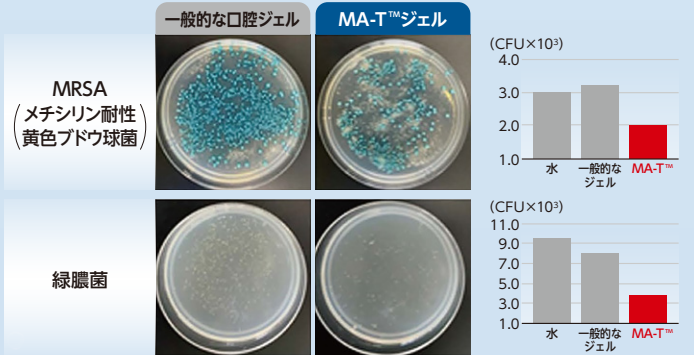 一般的な口腔ジェル
MA-T™ジェル
MRSA
(メチシリン耐性
黄色ブドウ球菌)
(CFU×10³)
4.0
3.0
2.0
1.0
水
一般的な
ジェル
MA-T™
緑膿菌
(CFU×10³)
11.0
9.0
7.0
5.0
3.0
1.0
水
一般的な
ジェル
MA-T™